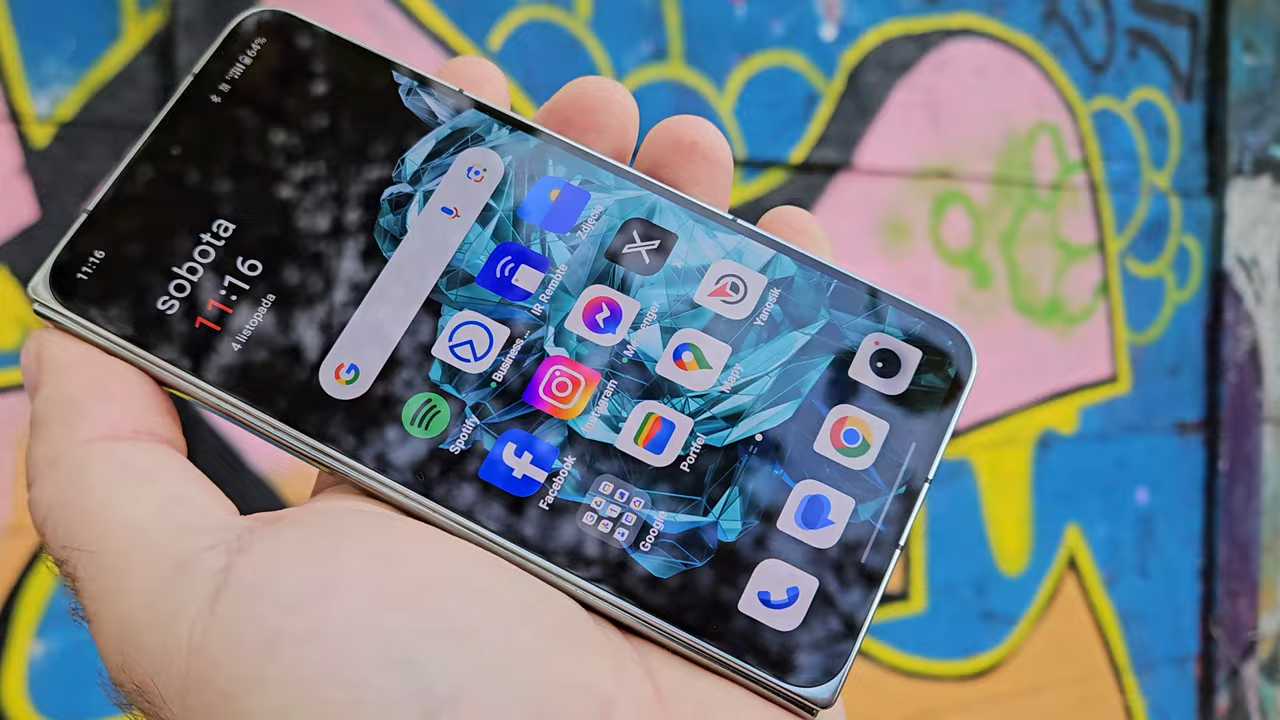 11:16
64%
sobota
11:16
4 listopada
Zdjęcia
IR Remote
Yanosik
Business...
Messenger
Mapy
Spotify
Instagram
Portfel
Facebook
Google